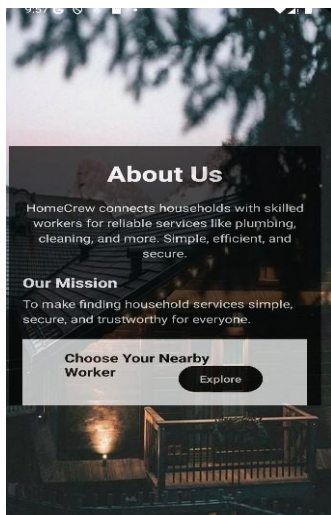 9:57
About Us
HomeCrew connects households with skilled
workers for reliable services like plumbing,
cleaning, and more. Simple, efficient, and
secure.
Our Mission
To make finding household services simple,
secure, and trustworthy for everyone.
Choose Your Nearby
Worker
Explore